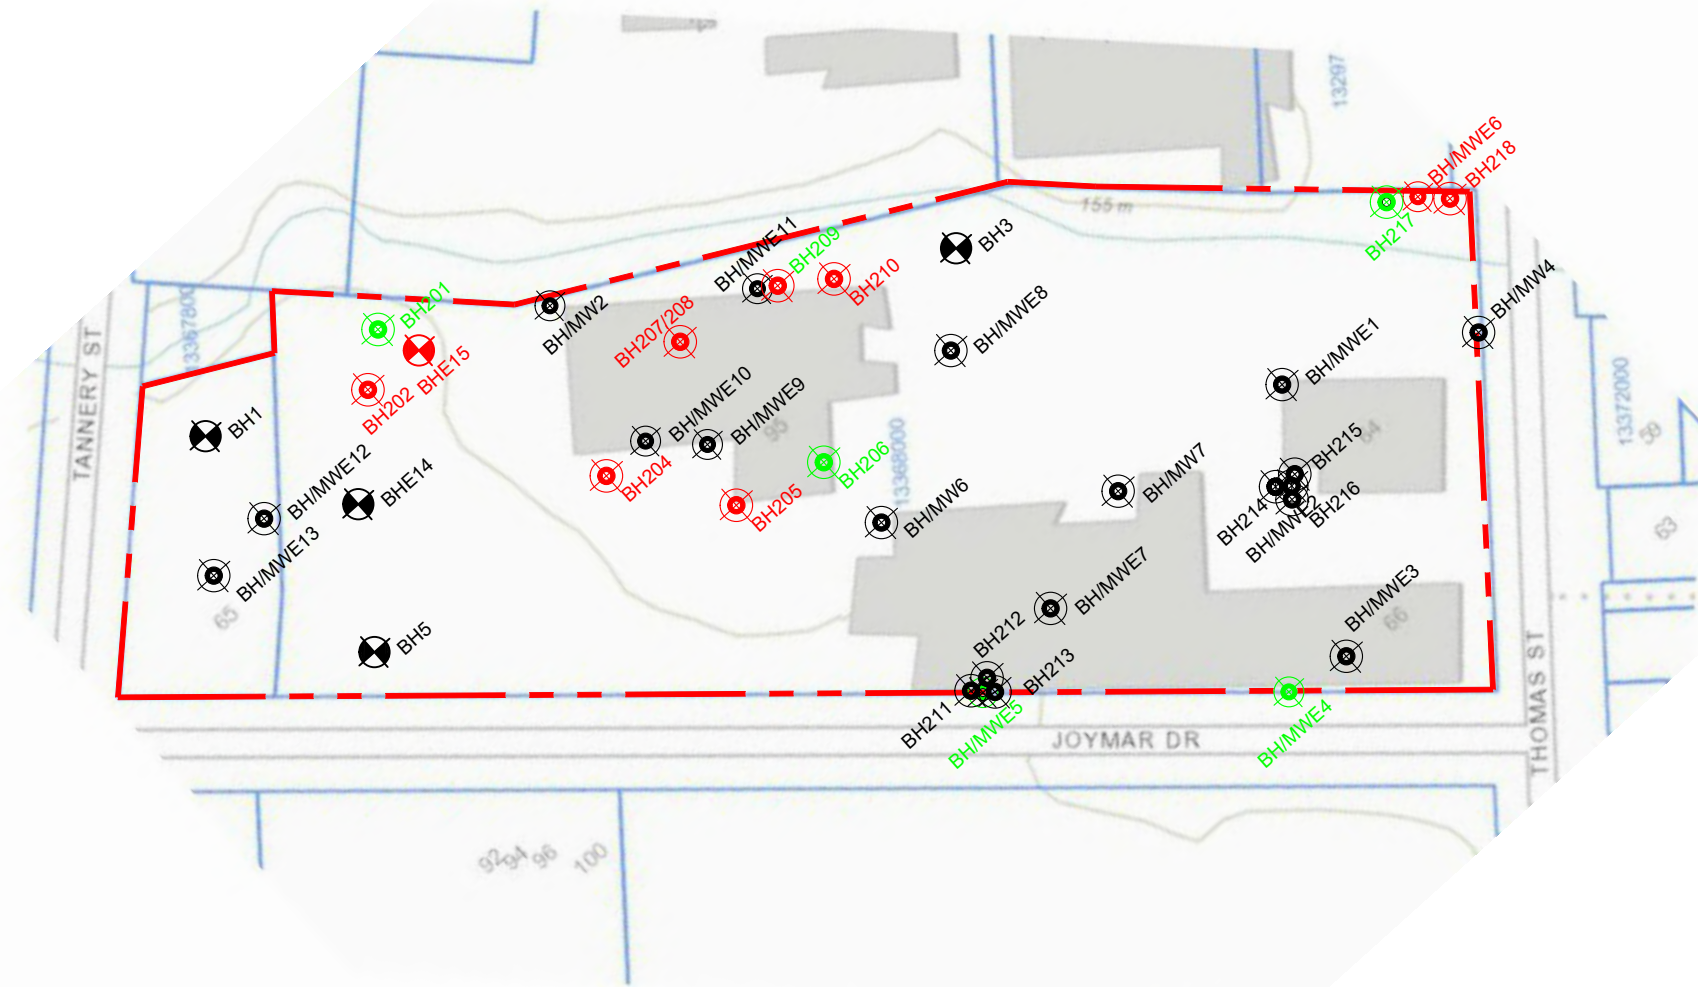 13297
BH/MWE6
BH218
155 m
BH217
BH/MWE11
BH209
BH3
BH210
13367800
BH201
BH/MW2
BH207/208
BH/MWE8
BH/MW4
TANNERY ST
BHE15
BH202
BH/MWE1
13372000
BH1
BH/MWE10
BH/MWE9
95
13368000
64
59
BH/MWE12
BHE14
BH204
BH205
BH206
BH/MW6
BH/MW7
BH215
BH214
BH/MWE2
BH216
63
BH/MWE13
65
BH5
BH/MWE7
BH/MWE3
66
BH212
BH213
BH211
BH/MWE5
BH/MWE4
JOYMAR DR
THOMAS ST
92
94
96
100